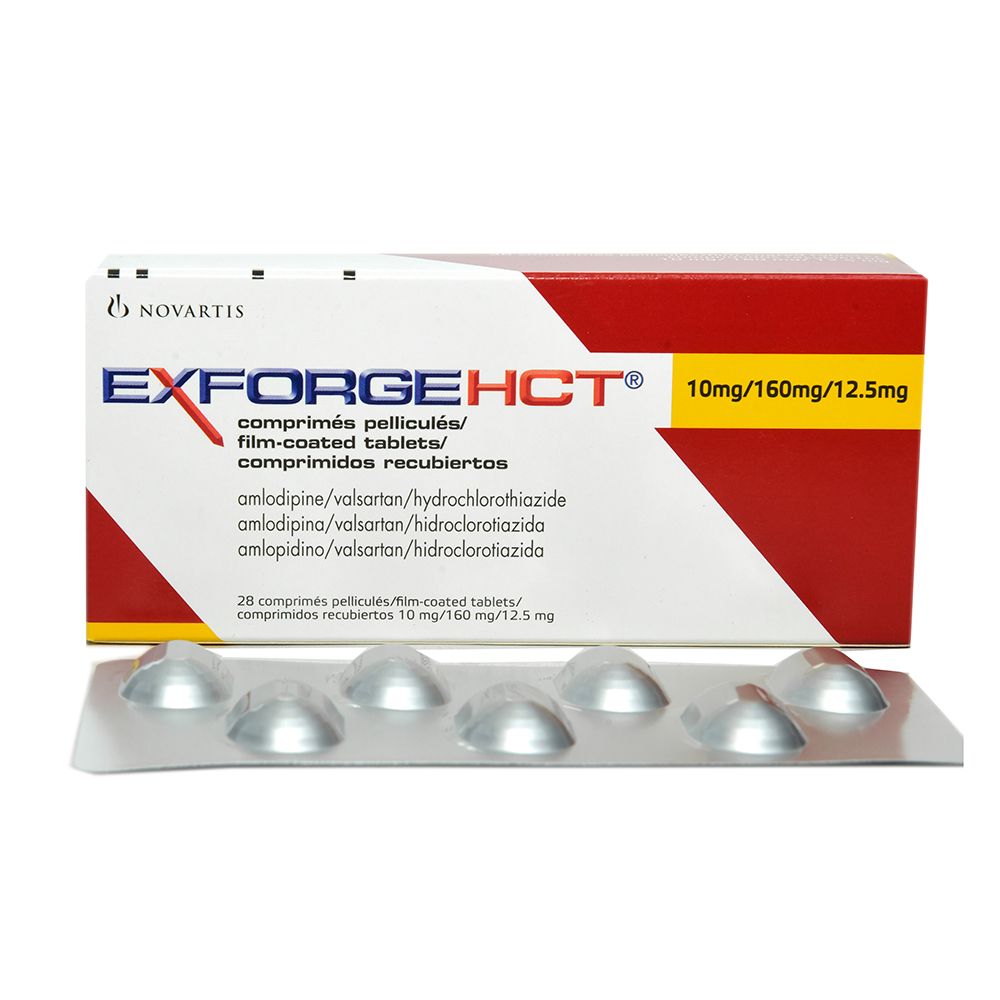 NOVARTIS
EXFORGE HCT®
10mg/160mg/12.5mg
comprimés pelliculés/
film-coated tablets/
comprimidos recubiertos
amlodipine/valsartan/hydrochlorothiazide
amlodipina/valsartan/hidroclorotiazida
amlopidino/valsartan/hidroclorotiazida
28 comprimés pelliculés/film-coated tablets/
comprimidos recubiertos 10 mg/160 mg/12.5 mg